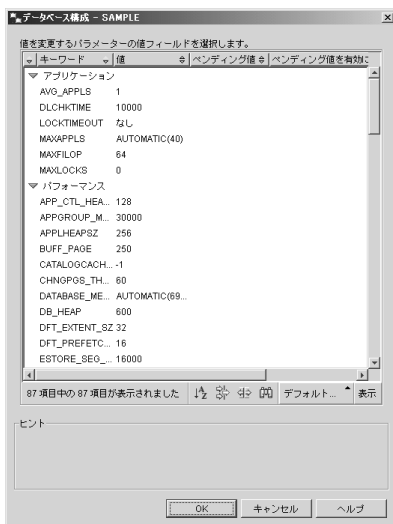 データベース構成 - SAMPLE
値を変更するパラメーターの値フィールドを選択します。
キーワード 値 ペンディング値 ペンディング値を有効に
アプリケーション
AVG_APPLS 1
DLCHKTIME 10000
LOCKTIMEOUT なし
MAXAPPLS AUTOMATIC(40)
MAXFILOP 64
MAXLOCKS 0
パフォーマンス
APP_CTL_HEA... 128
APPGROUP_M... 30000
APPLHEAPSZ 256
BUFF_PAGE 250
CATALOGCACH... -1
CHNGPGS_TH... 60
DATABASE_ME... AUTOMATIC(69...
DB_HEAP 600
DFT_EXTENT_SZ 32
DFT_PREFETC... 16
ESTORE_SEG_... 16000
87 項目中の 87 項目が表示されました デフォルト... 表示
ヒント
OK キャンセル ヘルプ